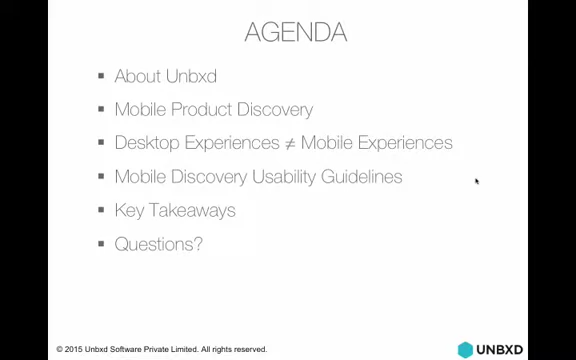 AGENDA
▪ About Unbxd
▪ Mobile Product Discovery
▪ Desktop Experiences ≠ Mobile Experiences
▪ Mobile Discovery Usability Guidelines
▪ Key Takeaways
▪ Questions?
© 2015 Unbxd Software Private Limited. All rights reserved.
UNBXD